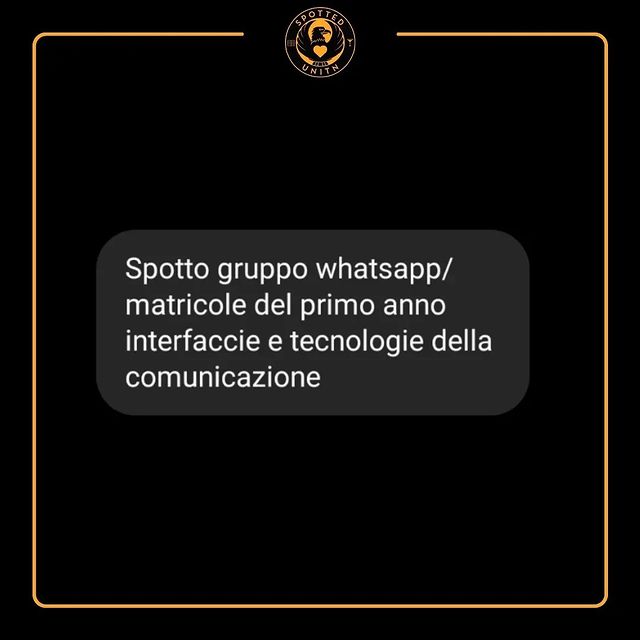 SPOTTED
UNITN
Spotto gruppo whatsapp/
matricole del primo anno
interfaccie e tecnologie della
comunicazione